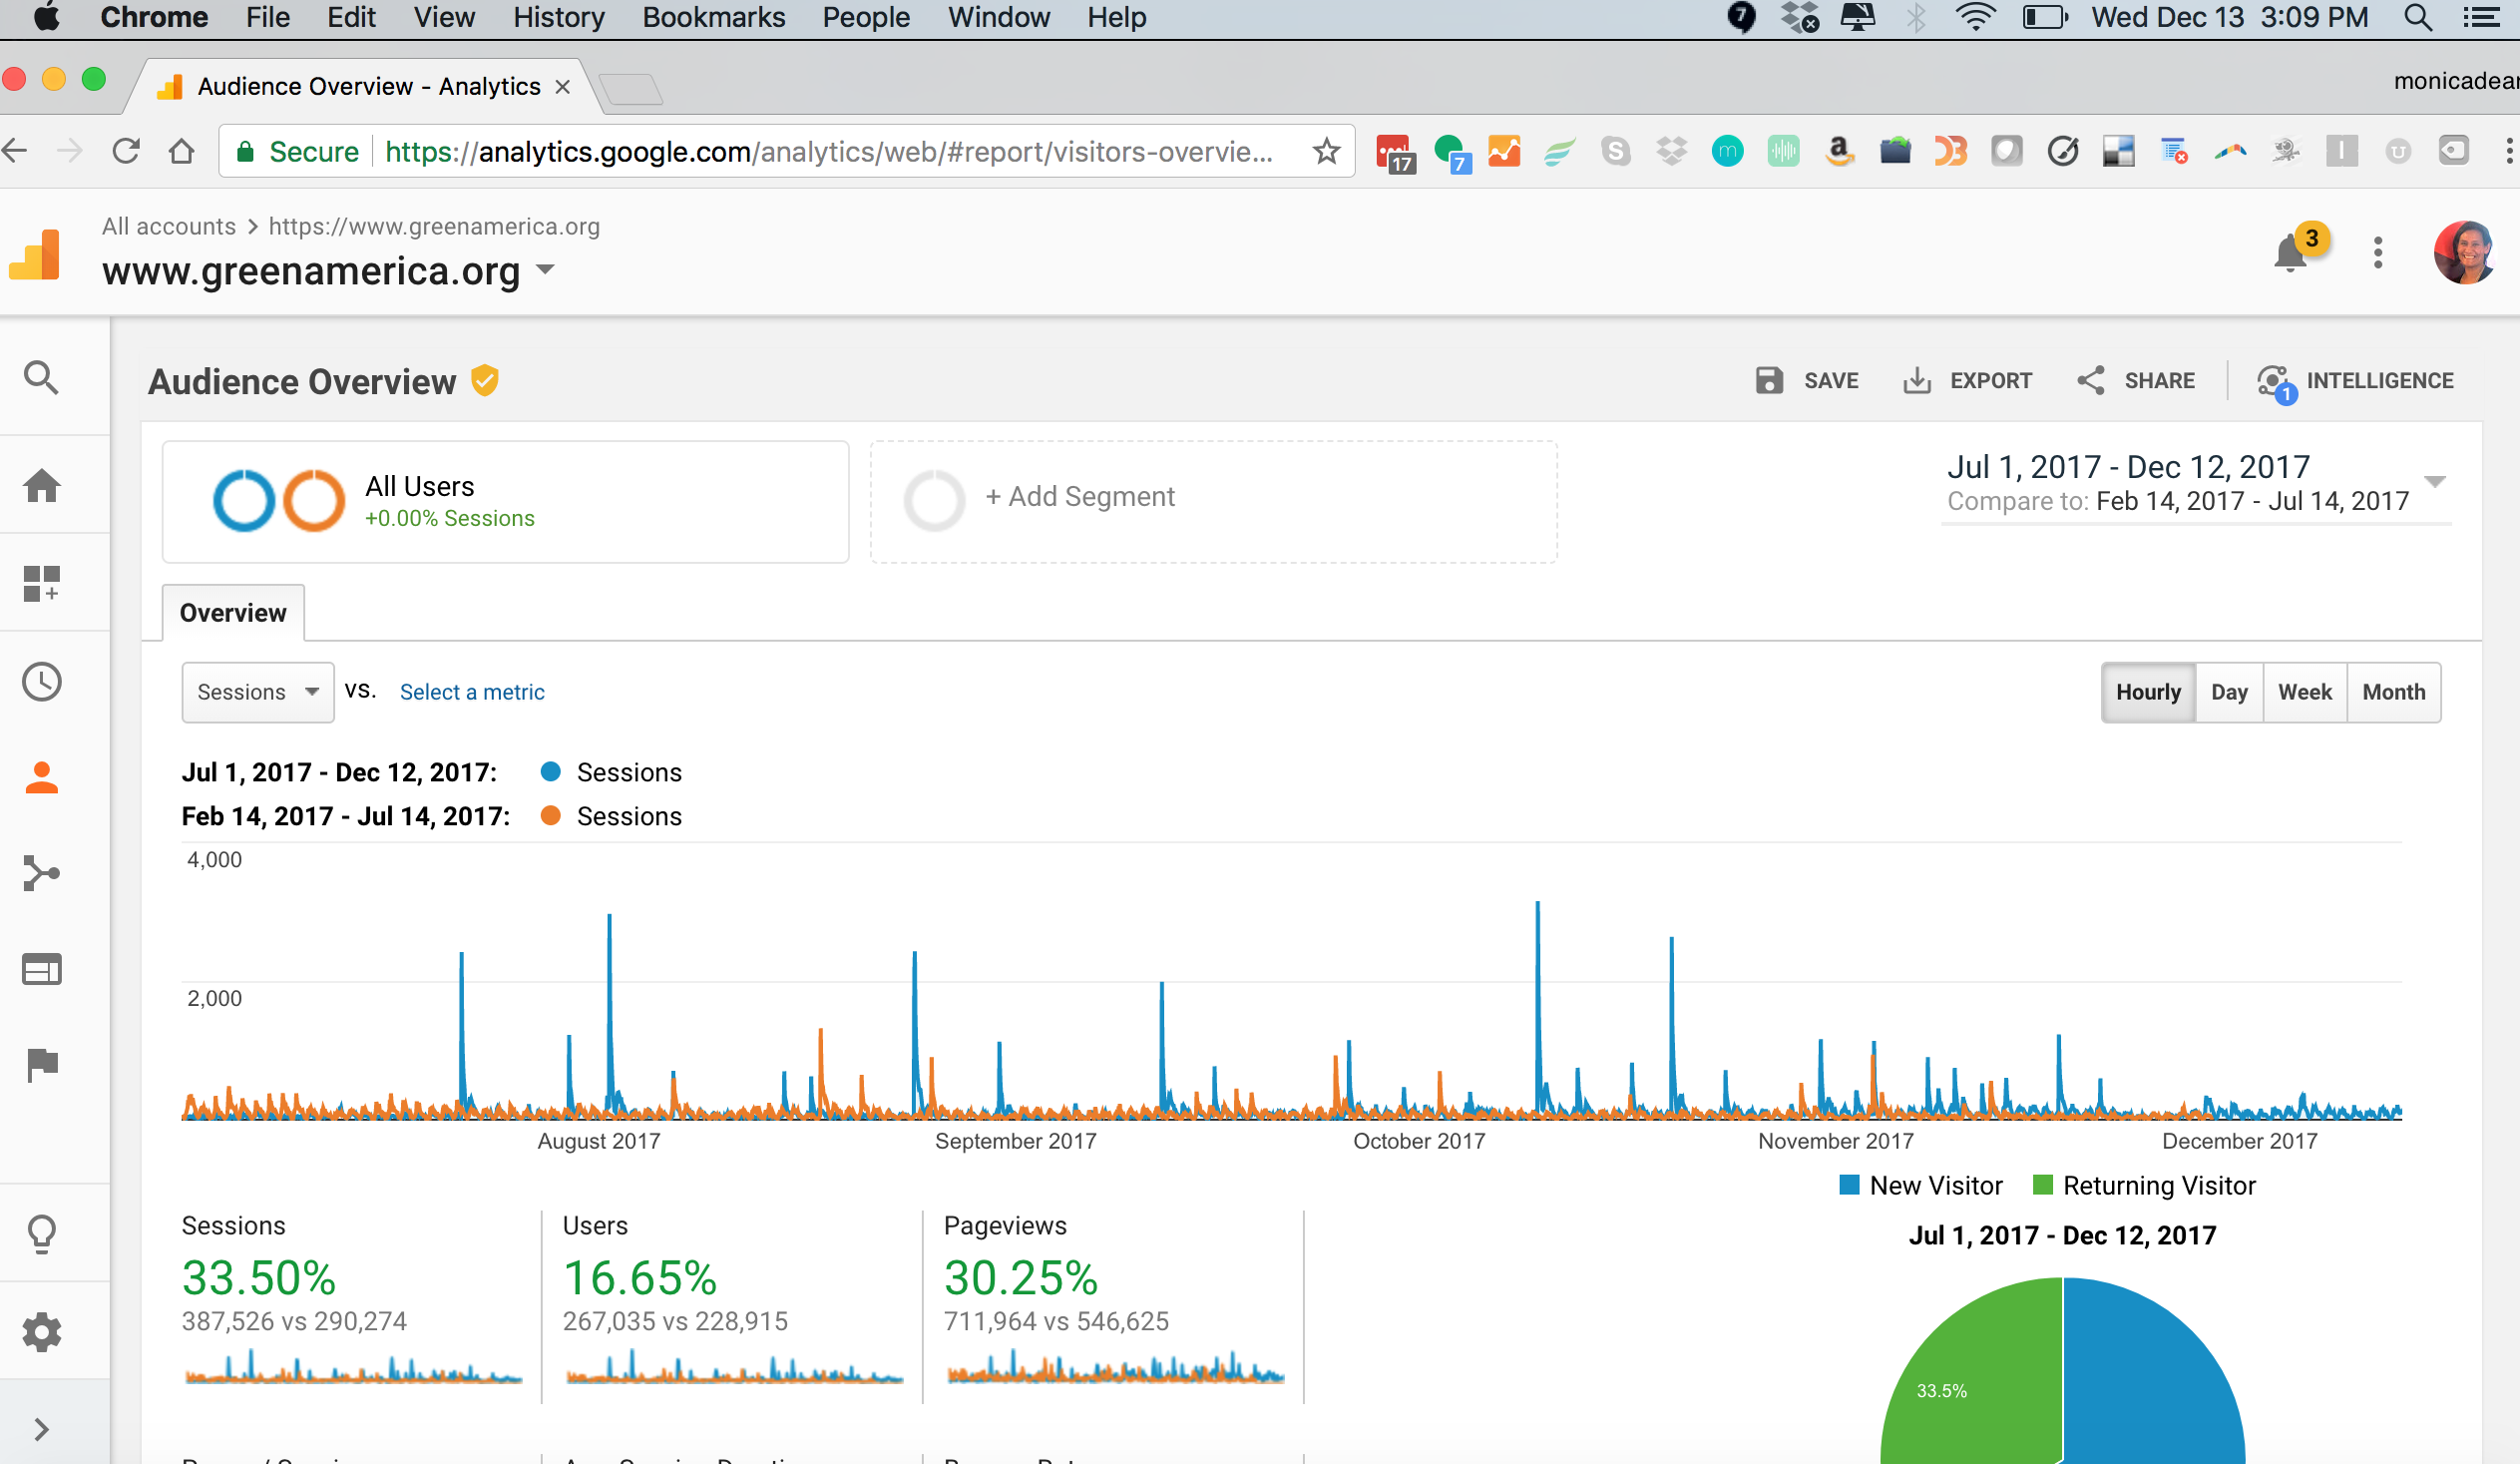 Chrome File Edit View History Bookmarks People Window Help 7 Wed Dec 13 3:09 PM
Audience Overview - Analytics
monicadear
Secure https://analytics.google.com/analytics/web/#report/visitors-overvie...
17 7 S m a D3 I U
All accounts > https://www.greenamerica.org
www.greenamerica.org
3
Audience Overview
SAVE EXPORT SHARE 1 INTELLIGENCE
All Users
+0.00% Sessions
+ Add Segment
Jul 1, 2017 - Dec 12, 2017
Compare to: Feb 14, 2017 - Jul 14, 2017
Overview
Sessions VS. Select a metric
Hourly Day Week Month
Jul 1, 2017 - Dec 12, 2017: Sessions
Feb 14, 2017 - Jul 14, 2017: Sessions
4,000
2,000
August 2017 September 2017 October 2017 November 2017 December 2017
New Visitor Returning Visitor
Jul 1, 2017 - Dec 12, 2017
33.5%
Sessions
33.50%
387,526 vs 290,274
Users
16.65%
267,035 vs 228,915
Pageviews
30.25%
711,964 vs 546,625